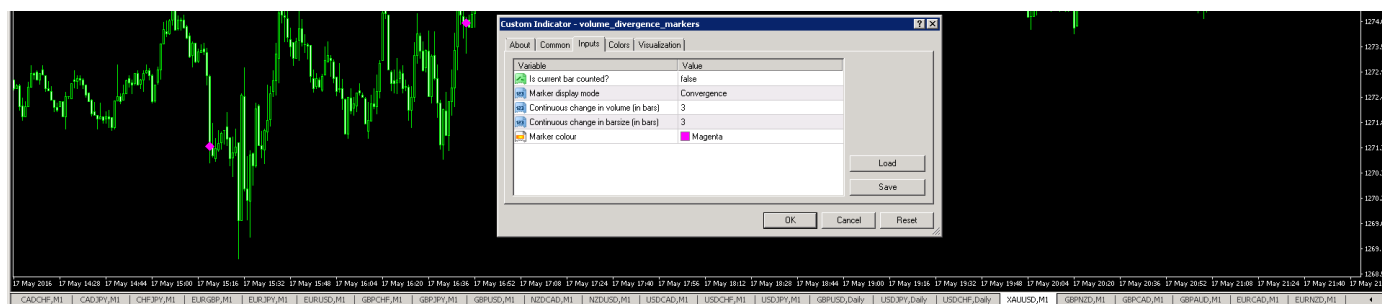 Custom Indicator - volume_divergence_markers
About Common Inputs Colors Visualization
Variable Value
Is current bar counted? false
Marker display mode Convergence
Continuous change in volume (in bars) 3
Continuous change in barsize (in bars) 3
Marker colour Magenta
Load
Save
OK Cancel Reset
17 May 2016 17 May 14:28 17 May 14:44 17 May 15:00 17 May 15:16 17 May 15:32 17 May 15:48 17 May 16:04 17 May 16:20 17 May 16:36 17 May 16:52 17 May 17:08 17 May 17:24 17 May 17:40 17 May 17:56 17 May 18:12 17 May 18:28 17 May 18:44 17 May 19:00 17 May 19:16 17 May 19:32 17 May 19:48 17 May 20:04 17 May 20:20 17 May 20:36 17 May 20:52 17 May 21:08 17 May 21:24 17 May 21
CADCHF,M1 CADJPY,M1 CHFJPY,M1 EURGBP,M1 EURJPY,M1 EURUSD,M1 GBPCHF,M1 GBPJPY,M1 GBPUSD,M1 NZDCAD,M1 NZDUSD,M1 USDCAD,M1 USDCHF,M1 USDJPY,M1 GBPUSD,Daily USDJPY,Daily USDCHF,Daily XAUUSD,M1 GBPNZD,M1 GBPCAD,M1 GBPAUD,M1 EURCAD,M1 EURNZD,M1